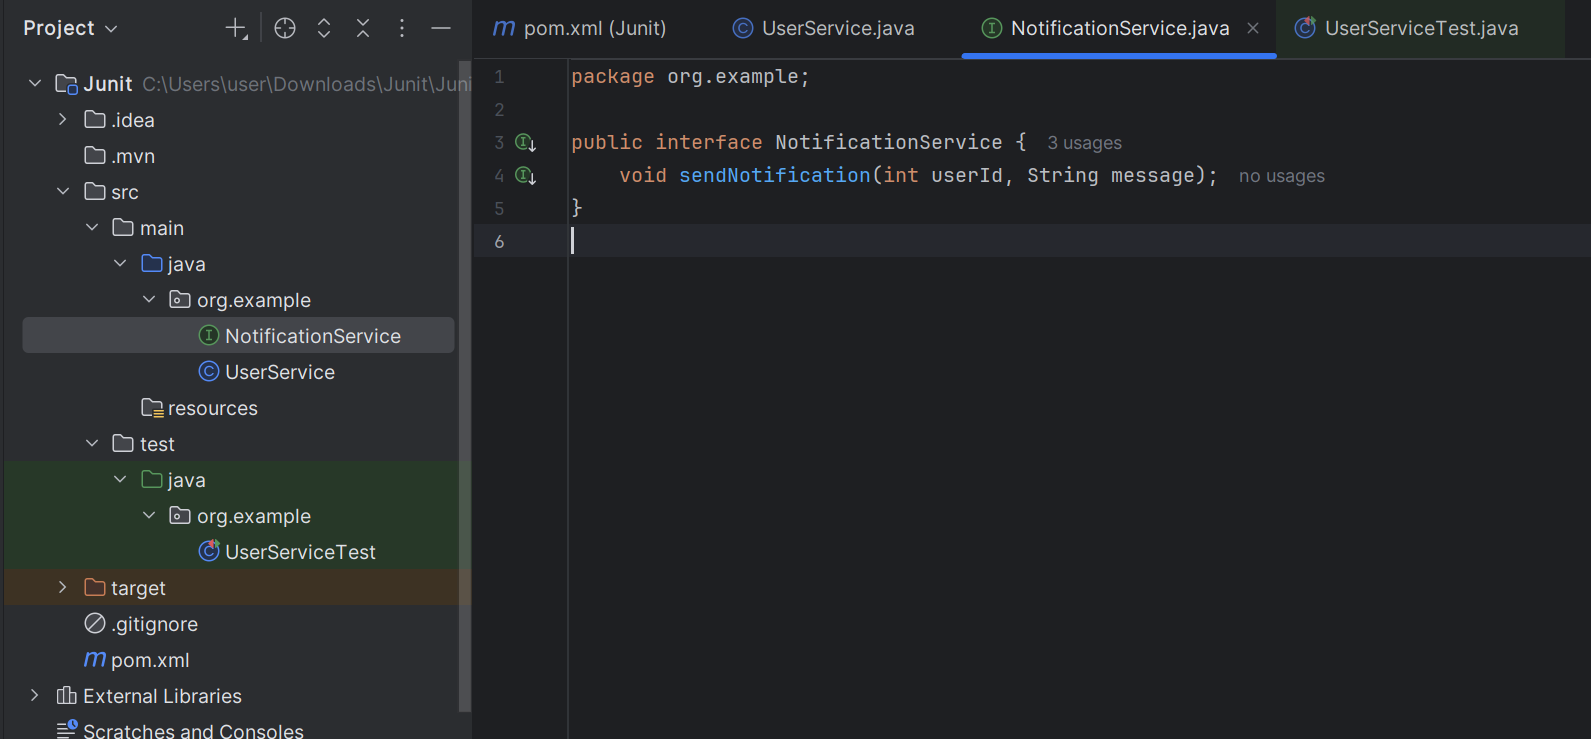 Project
pom.xml (Junit)
UserService.java
NotificationService.java
UserServiceTest.java
Junit C:\Users\user\Downloads\Junit\Juni
.idea
.mvn
src
main
java
org.example
NotificationService
UserService
resources
test
java
org.example
UserServiceTest
target
.gitignore
pom.xml
External Libraries
Scratches and Consoles
1 package org.example;
2
3 public interface NotificationService { 3 usages
4 void sendNotification(int userId, String message); no usages
5 }
6